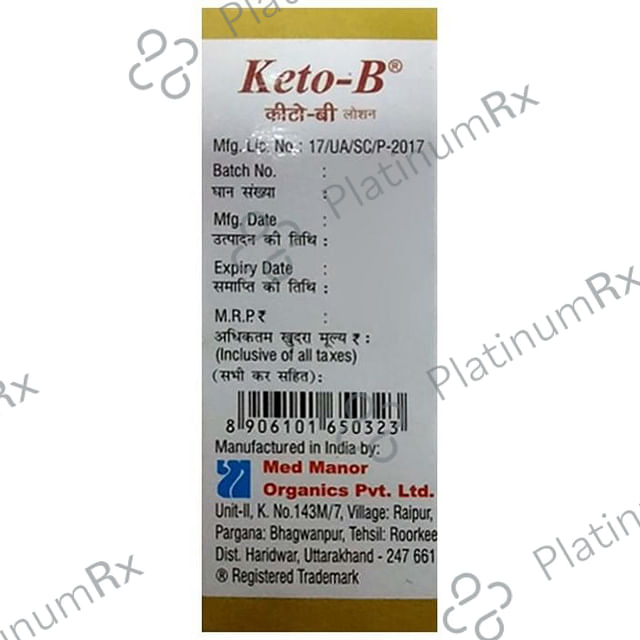 Keto-B®
कीटो-बी लोशन
Mfg. Lic. No.: 17/UA/SC/P-2017
Batch No. :
घान संख्या :
Mfg. Date :
उत्पादन की तिथि :
Expiry Date :
समाप्ति की तिथि :
M.R.P. ₹ :
अधिकतम खुदरा मूल्य ₹ :
(Inclusive of all taxes)
(सभी कर सहित) :
8 906101 650323
Manufactured in India by:
Med Manor
Organics Pvt. Ltd.
Unit-II, K. No.143M/7, Village: Raipur,
Pargana: Bhagwanpur, Tehsil: Roorkee
Dist. Haridwar, Uttarakhand - 247 661
® Registered Trademark
PlatinumRx
PlatinumRx
PlatinumRx